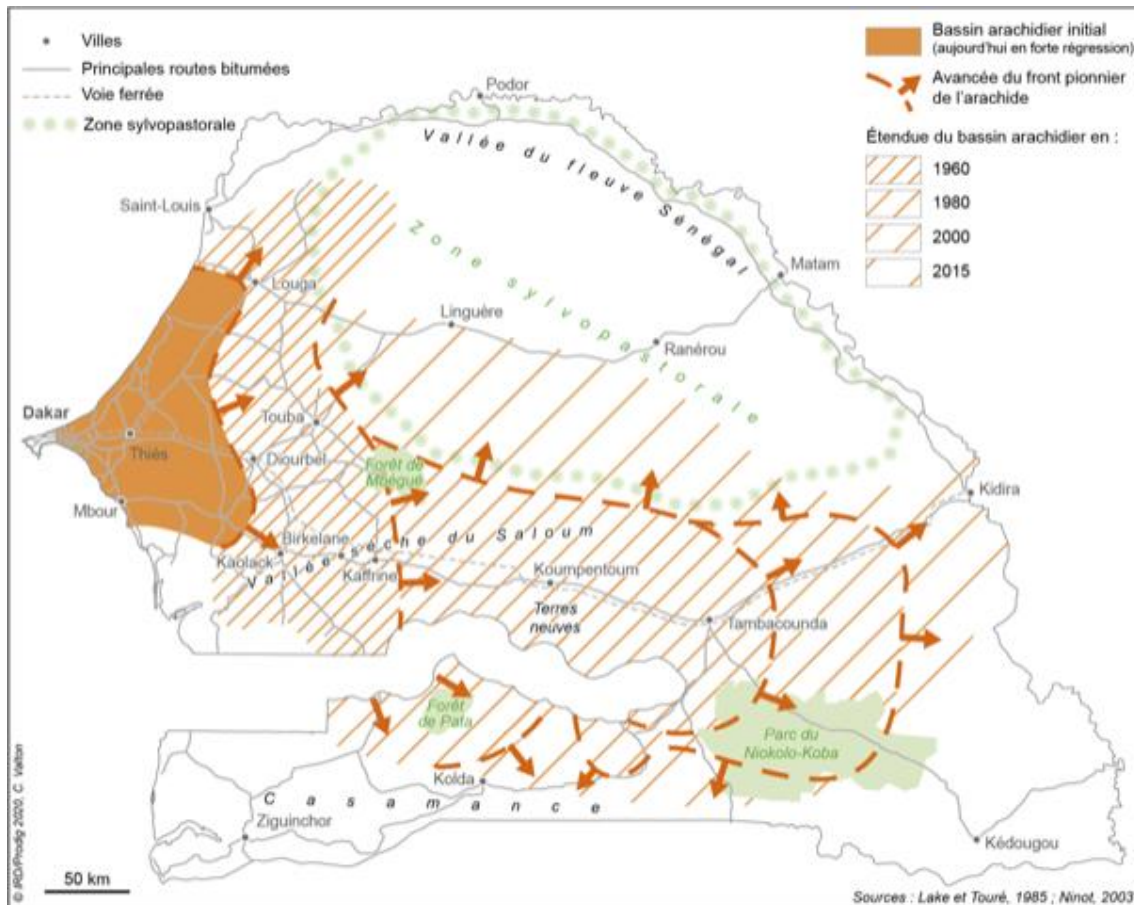 Villes
Principales routes bitumées
Voie ferrée
Zone sylvopastorale
Bassin arachidier initial
(aujourd'hui en forte régression)
Avancée du front pionnier
de l'arachide
Étendue du bassin arachidier en :
1960
1980
2000
2015
Podor
Vallée du fleuve Sénégal
Saint-Louis
Zone sylvopastorale
Matam
Louga
Linguère
Ranérou
Dakar
Touba
Thiès
Diourbel
Forêt de
Mbégué
Mbour
Kidira
Birkelane
Vallée sèche du Saloum
Kaolack
Kaffrine
Koumpentoum
Terres
neuves
Tambacounda
Forêt
de Pata
Parc du
Niokolo-Koba
Kolda
Casamance
Ziguinchor
Kédougou
50 km
© IRD/Prodig 2020, C. Valton
Sources : Lake et Touré, 1985 ; Ninot, 2003